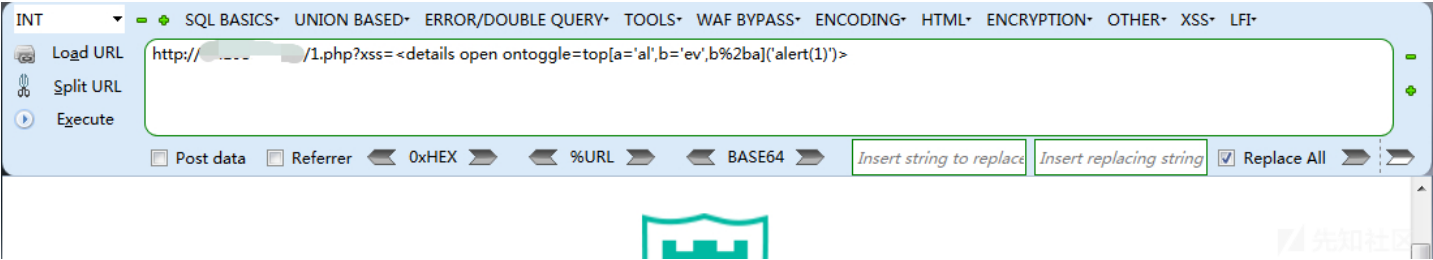 INT SQL BASICS UNION BASED ERROR/DOUBLE QUERY TOOLS WAF BYPASS ENCODING HTML ENCRYPTION OTHER XSS LFI
Load URL http:// /1.php?xss=<details open ontoggle=top[a='al',b='ev',b%2ba]('alert(1)')>
Split URL
Execute
Post data Referrer 0xHEX %URL BASE64 Insert string to replace Insert replacing string Replace All
先知社区